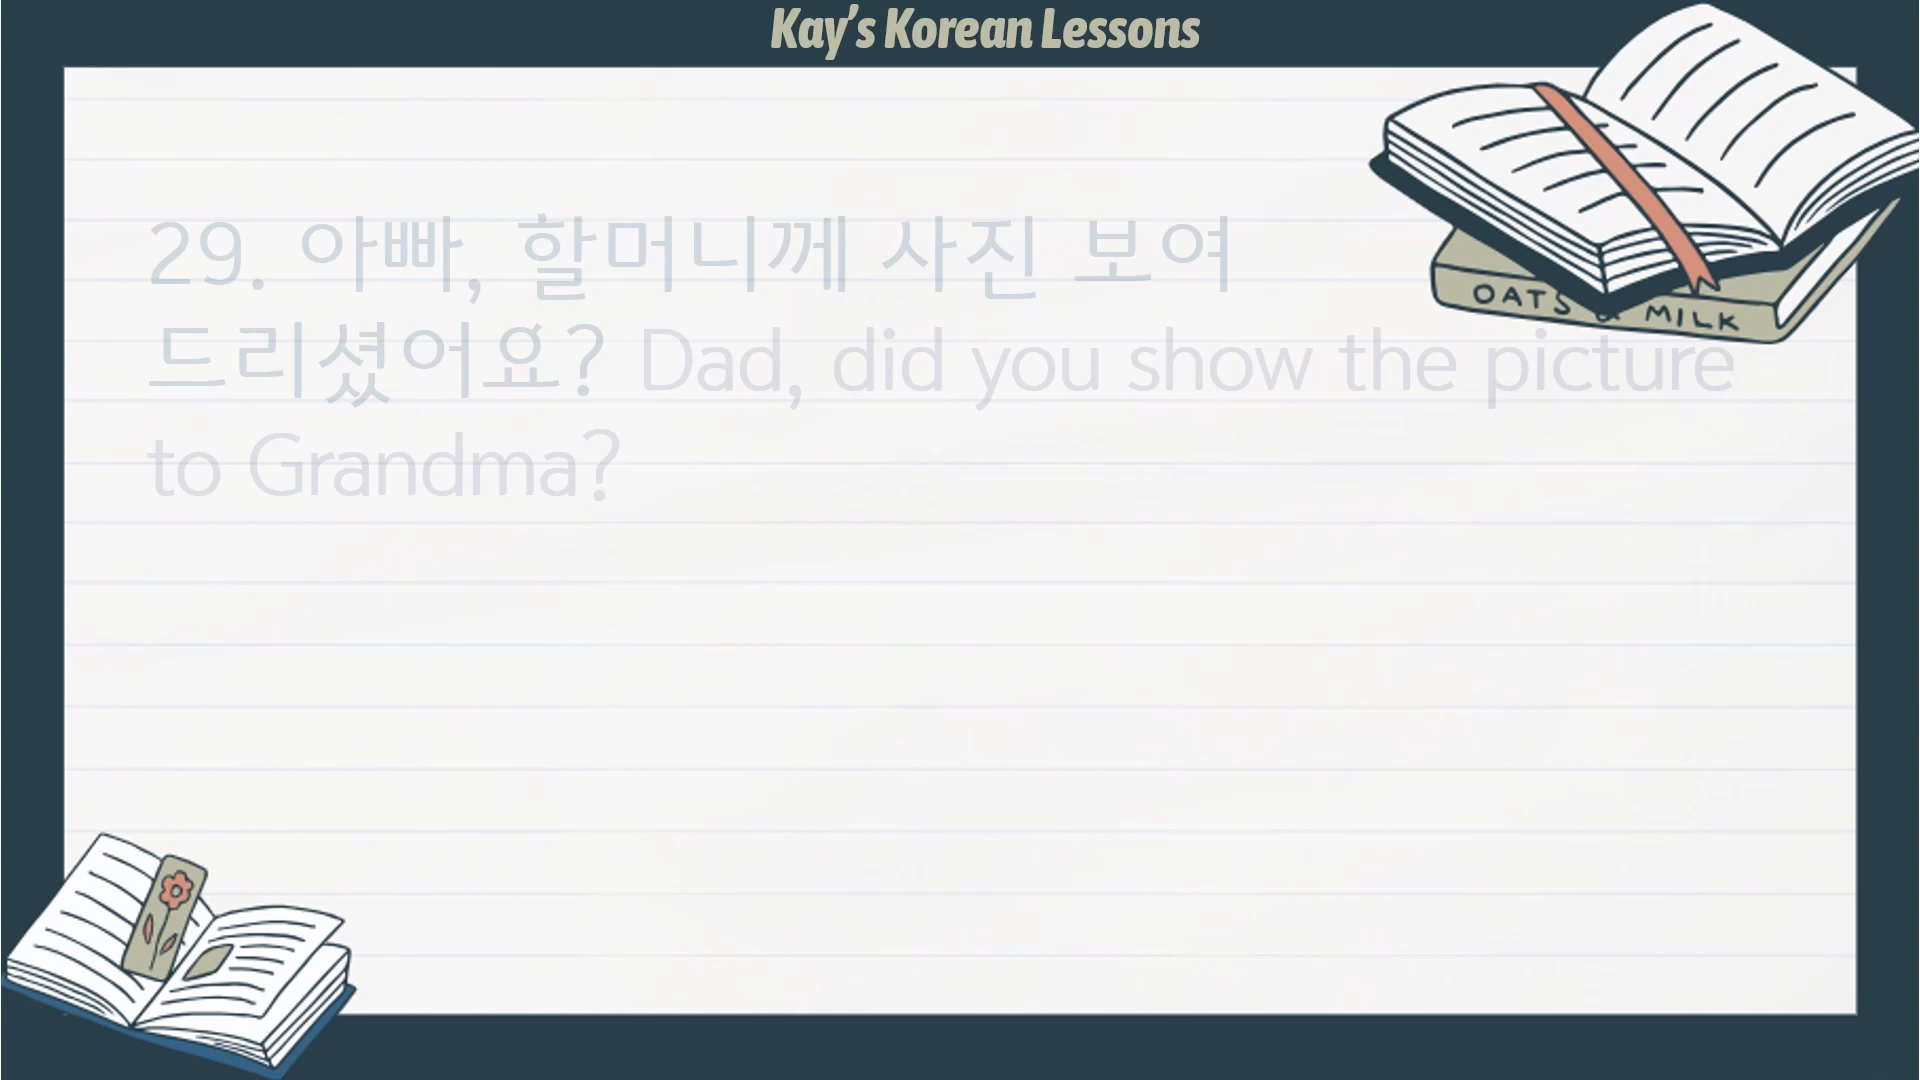 Kay's Korean Lessons
29. 아빠, 할머니께 사진 보여
드리셨어요? Dad, did you show the picture
to Grandma?
OATS & MILK